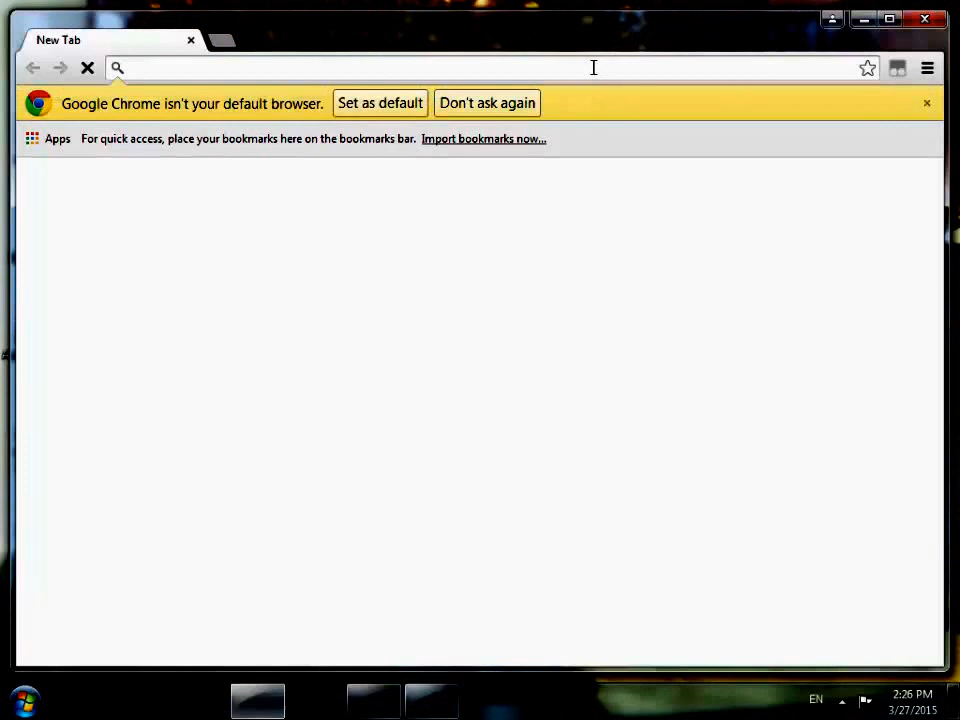 New Tab
Google Chrome isn't your default browser. Set as default Don't ask again
Apps For quick access, place your bookmarks here on the bookmarks bar. Import bookmarks now...
EN 2:26 PM
3/27/2015